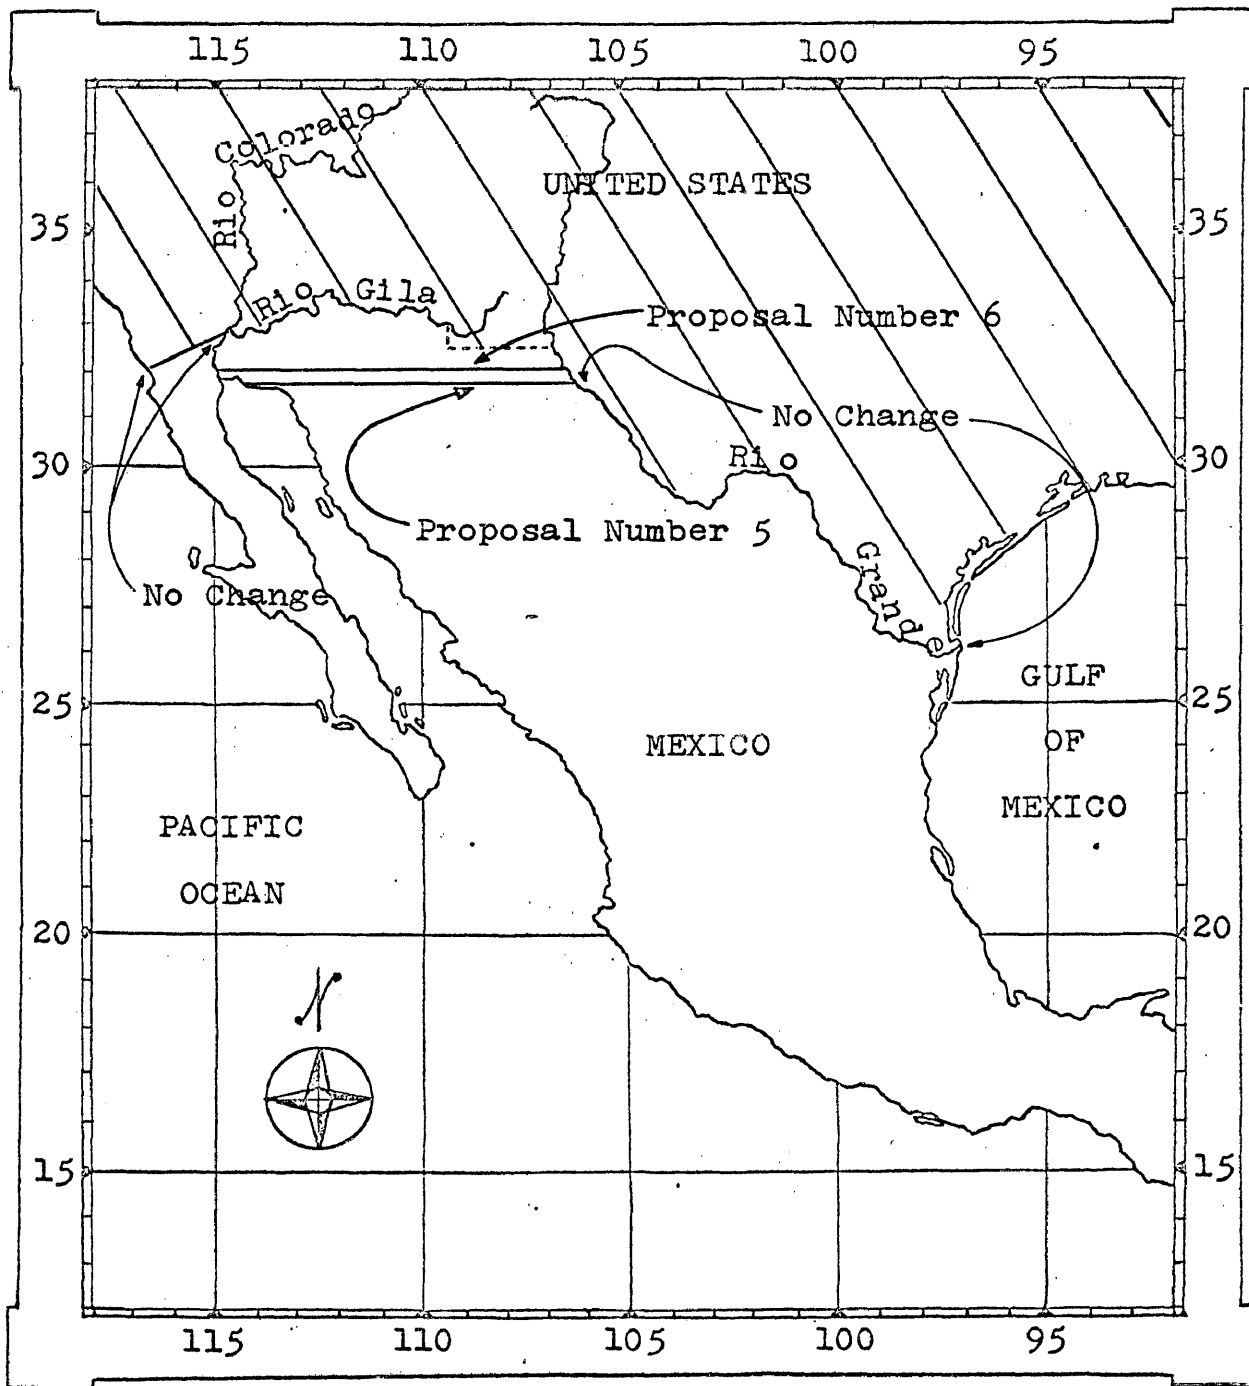 115 110 105 100 95
Colorado
Rio
UNITED STATES
35 35
Rio Gila
Proposal Number 6
No Change
30 30
Rio
Proposal Number 5
Grande
No Change
GULF
25 25
MEXICO OF
MEXICO
PACIFIC
OCEAN
20 20
15 15
115 110 105 100 95